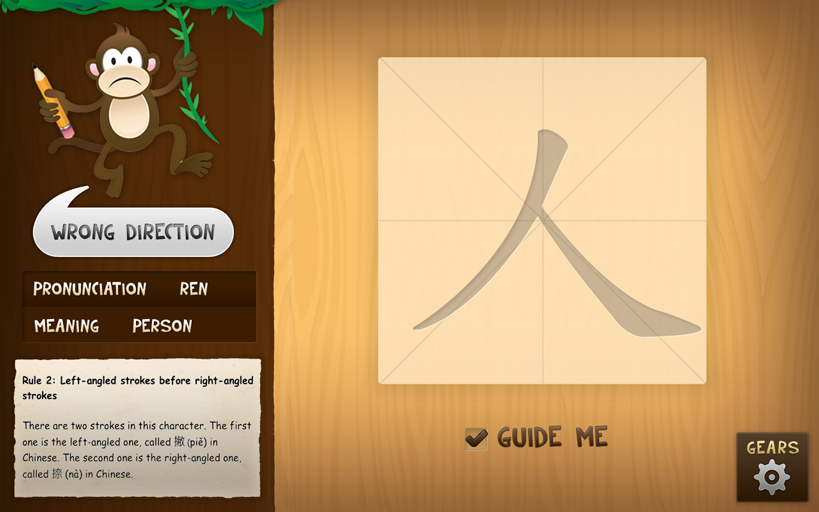 WRONG DIRECTION
PRONUNCIATION REN
MEANING PERSON
Rule 2: Left-angled strokes before right-angled
strokes
There are two strokes in this character. The first
one is the left-angled one, called 撇 (piě) in
Chinese. The second one is the right-angled one,
called 捺 (nà) in Chinese.
人
GUIDE ME
GEARS